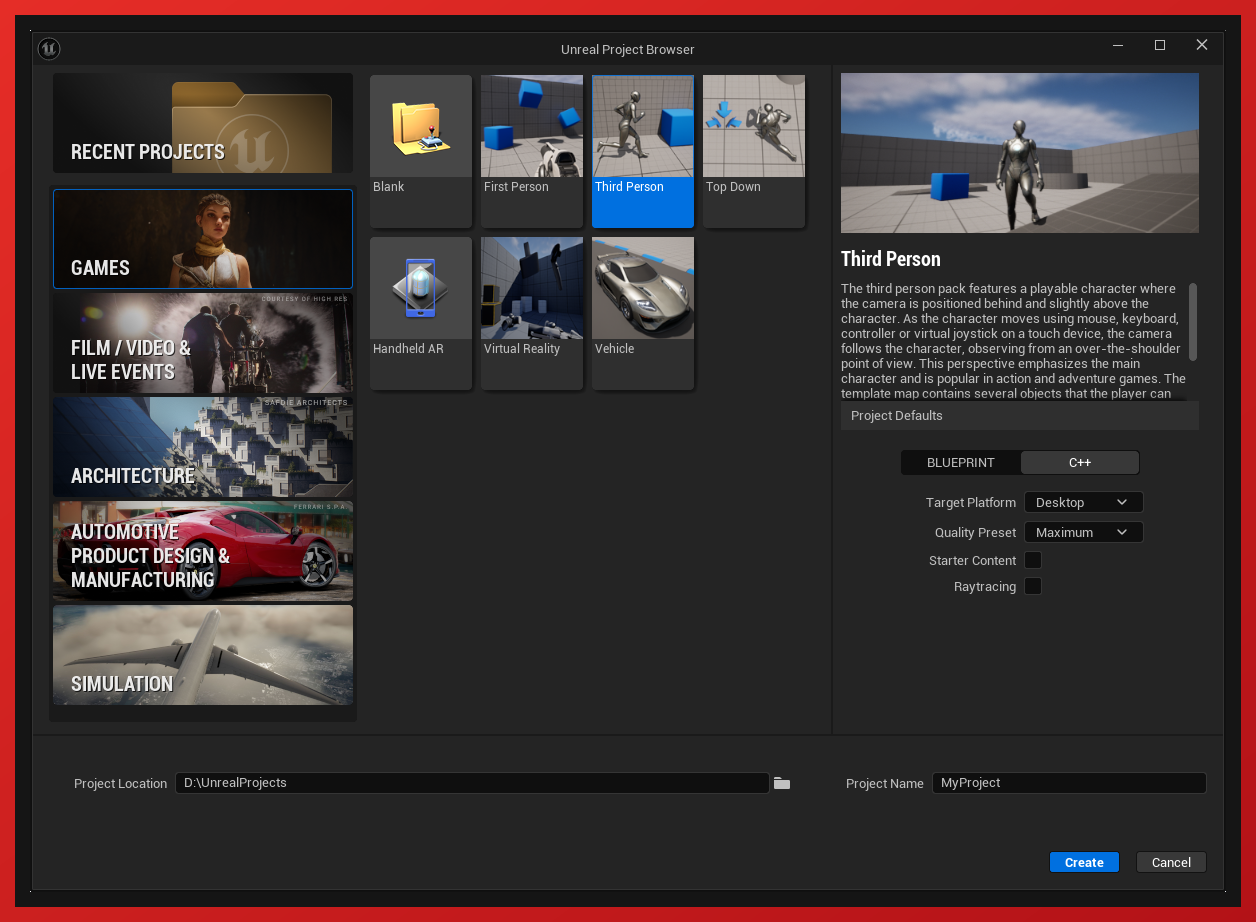 Unreal Project Browser
RECENT PROJECTS
GAMES
COURTESY OF HIGH RES
FILM / VIDEO &
LIVE EVENTS
SAFDIE ARCHITECTS
ARCHITECTURE
FERRARI S.P.A
AUTOMOTIVE
PRODUCT DESIGN &
MANUFACTURING
SIMULATION
Blank
First Person
Third Person
Top Down
Handheld AR
Virtual Reality
Vehicle
Third Person
The third person pack features a playable character where
the camera is positioned behind and slightly above the
character. As the character moves using mouse, keyboard,
controller or virtual joystick on a touch device, the camera
follows the character, observing from an over-the-shoulder
point of view. This perspective emphasizes the main
character and is popular in action and adventure games. The
template map contains several objects that the player can
Project Defaults
BLUEPRINT
C++
Target Platform
Desktop
Quality Preset
Maximum
Starter Content
Raytracing
Project Location
D:\UnrealProjects
Project Name
MyProject
Create
Cancel